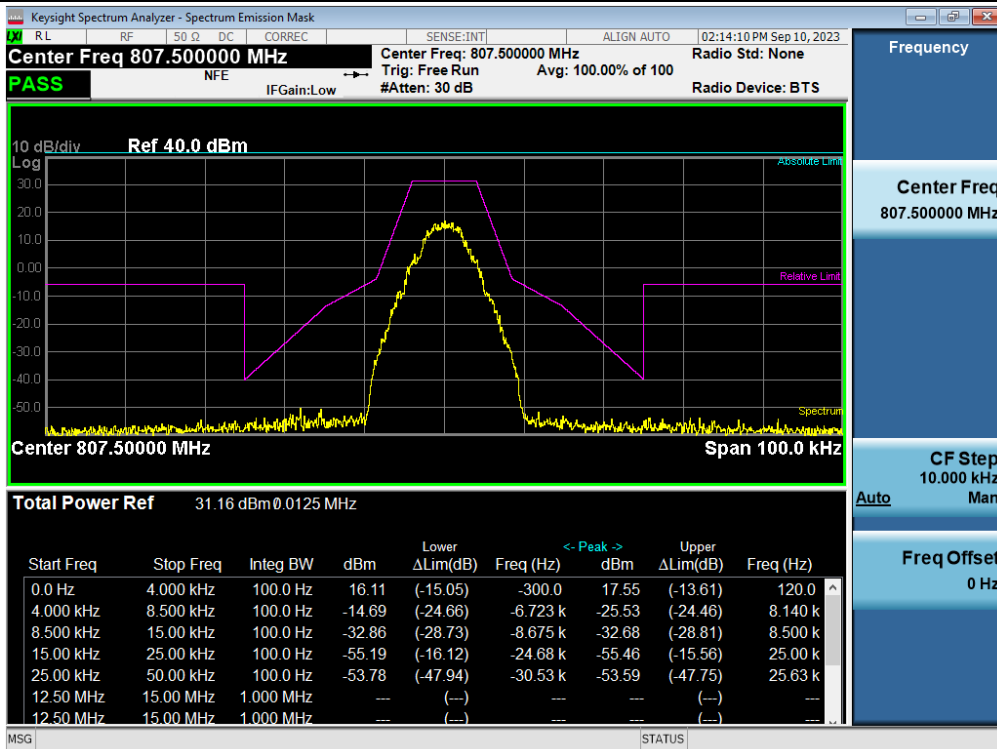 Keysight Spectrum Analyzer - Spectrum Emission Mask
LXI RL RF 50 Ω DC CORREC SENSE:INT ALIGN AUTO 02:14:10 PM Sep 10, 2023
Center Freq 807.500000 MHz
NFE
IFGain:Low
Center Freq: 807.500000 MHz
Trig: Free Run Avg: 100.00% of 100
#Atten: 30 dB
Radio Std: None
Radio Device: BTS
PASS
10 dB/div Ref 40.0 dBm
Log
Absolute Limit
30.0
20.0
10.0
0.00
Relative Limit
-10.0
-20.0
-30.0
-40.0
-50.0
Spectrum
Center 807.50000 MHz Span 100.0 kHz
Total Power Ref 31.16 dBm/0.0125 MHz
Lower <- Peak -> Upper
Start Freq Stop Freq Integ BW dBm ΔLim(dB) Freq (Hz) dBm ΔLim(dB) Freq (Hz)
0.0 Hz 4.000 kHz 100.0 Hz 16.11 (-15.05) -300.0 17.55 (-13.61) 120.0
4.000 kHz 8.500 kHz 100.0 Hz -14.69 (-24.66) -6.723 k -25.53 (-24.46) 8.140 k
8.500 kHz 15.00 kHz 100.0 Hz -32.86 (-28.73) -8.675 k -32.68 (-28.81) 8.500 k
15.00 kHz 25.00 kHz 100.0 Hz -55.19 (-16.12) -24.68 k -55.46 (-15.56) 25.00 k
25.00 kHz 50.00 kHz 100.0 Hz -53.78 (-47.94) -30.53 k -53.59 (-47.75) 25.63 k
12.50 MHz 15.00 MHz 1.000 MHz --- (---) --- --- (---) ---
12.50 MHz 15.00 MHz 1.000 MHz --- (---) --- --- (---) ---
MSG STATUS
Frequency
Center Freq
807.500000 MHz
CF Step
10.000 kHz
Auto Man
Freq Offset
0 Hz